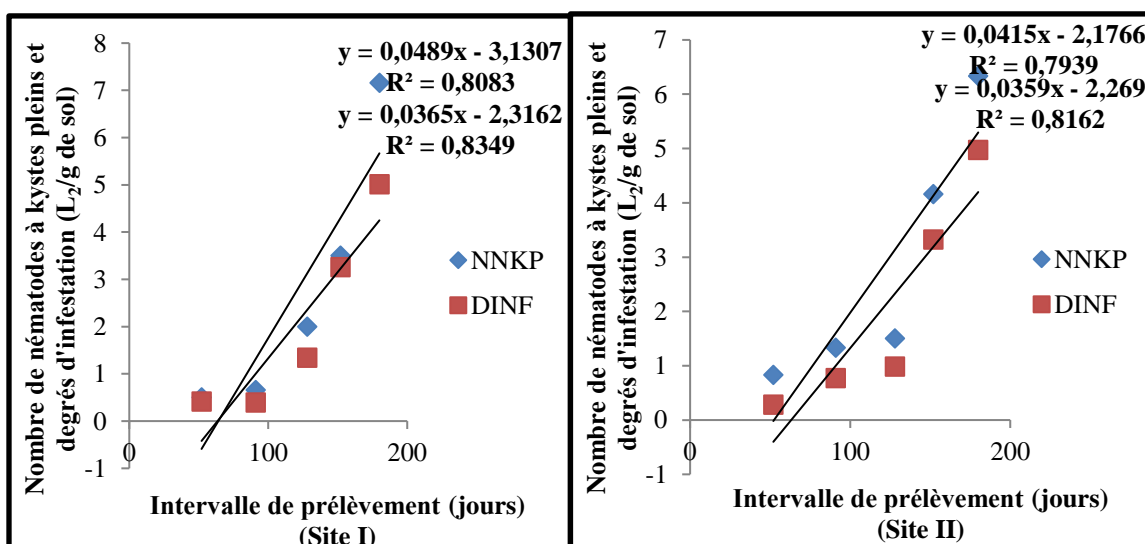 Nombre de nématodes à kystes pleins et
degrés d'infestation (L₂/g de sol)
8
7
6
5
4
3
2
1
0
-1
y = 0,0489x - 3,1307
R² = 0,8083
y = 0,0365x - 2,3162
R² = 0,8349
NNKP
DINF
0
100
200
Intervalle de prélèvement (jours)
(Site I)
Nombre de nématodes à kystes pleins et
degrés d'infestation (L₂/g de sol)
7
6
5
4
3
2
1
0
-1
y = 0,0415x - 2,1766
R² = 0,7939
y = 0,0359x - 2,269
R² = 0,8162
NNKP
DINF
0
100
200
Intervalle de prélèvement (jours)
(Site II)